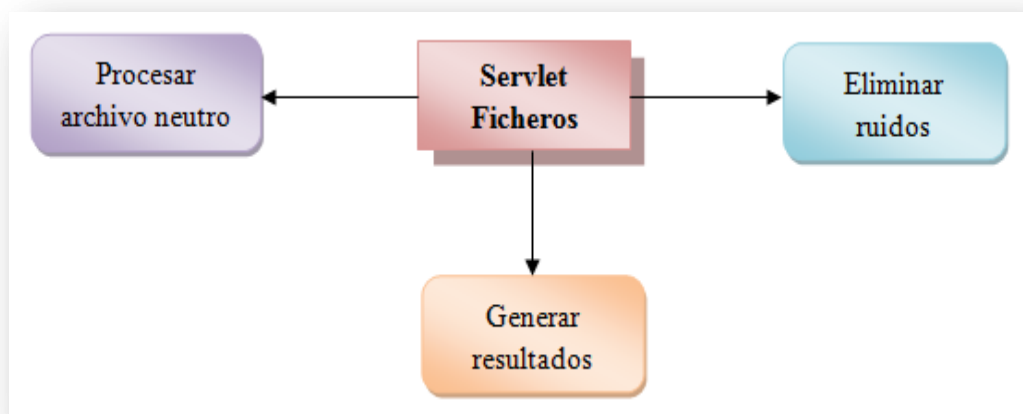 Procesar
archivo neutro
Servlet
Ficheros
Eliminar
ruidos
Generar
resultados